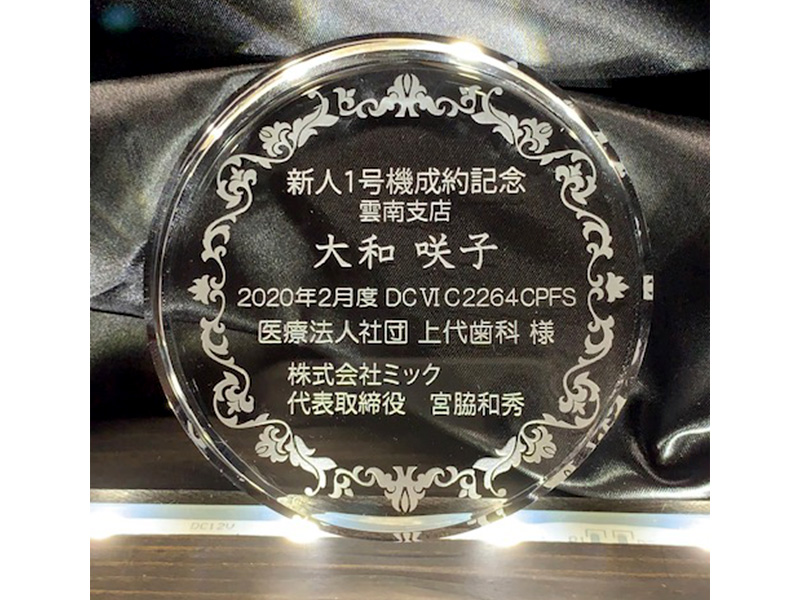 新人1号機成約記念
雲南支店
大和 咲子
2020年2月度 DCⅥ C2264CPFS
医療法人社団 上代歯科 様
株式会社ミック
代表取締役 宮脇和秀
DC12V